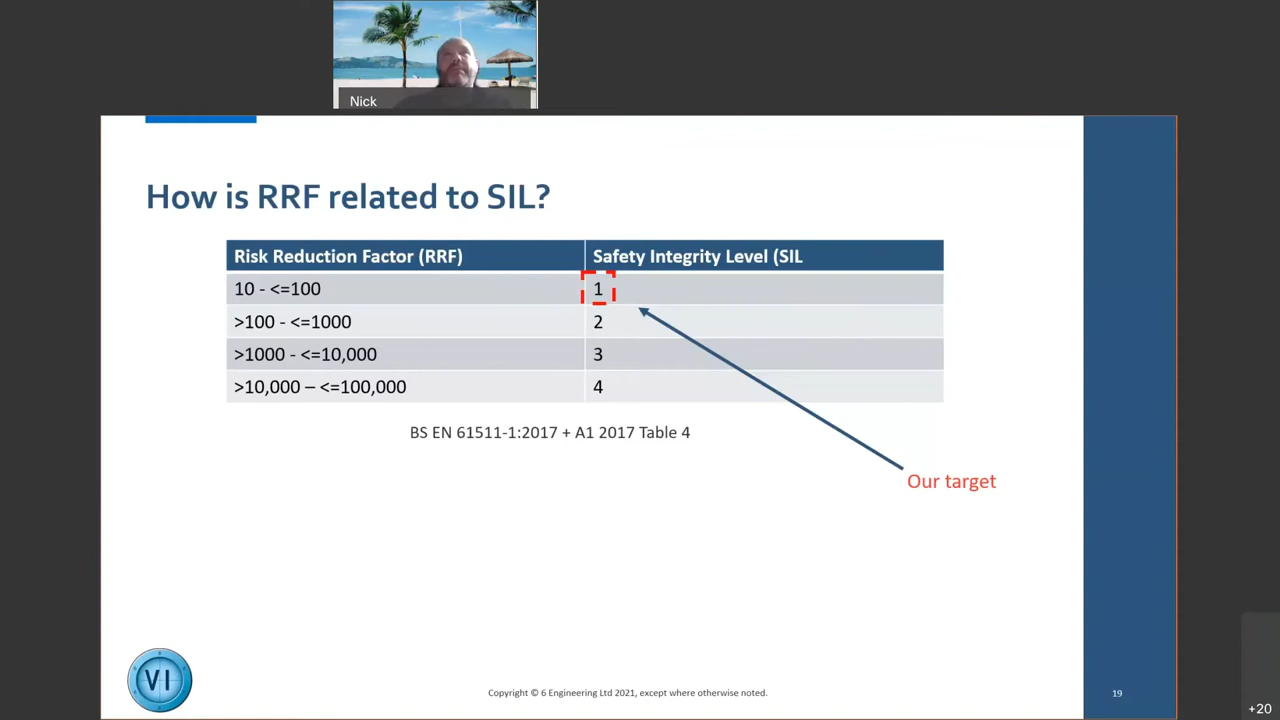 Nick
How is RRF related to SIL?
Risk Reduction Factor (RRF) Safety Integrity Level (SIL
10 - <=100 1
>100 - <=1000 2
>1000 - <=10,000 3
>10,000 – <=100,000 4
BS EN 61511-1:2017 + A1 2017 Table 4
Our target
VI
Copyright © 6 Engineering Ltd 2021, except where otherwise noted.
19
+20